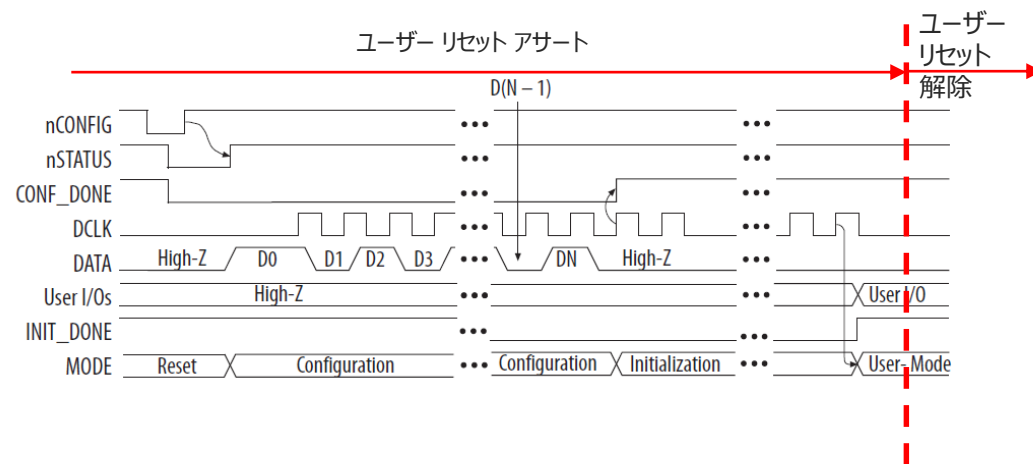 ユーザー リセット アサート
ユーザー
リセット
解除
D(N – 1)
nCONFIG
nSTATUS
CONF_DONE
DCLK
DATA High-Z D0 D1 D2 D3 DN High-Z
User I/Os High-Z User I/O
INIT_DONE
MODE Reset Configuration Configuration Initialization User- Mode